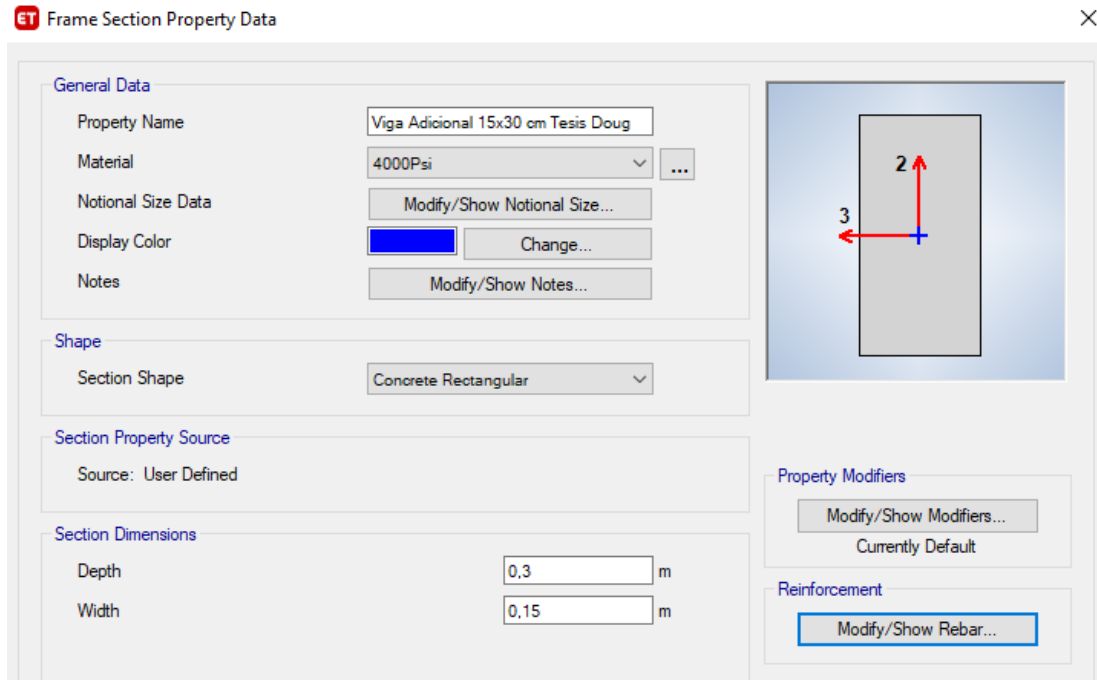 ET Frame Section Property Data
General Data
Property Name Viga Adicional 15x30 cm Tesis Doug
Material 4000Psi ...
Notional Size Data Modify/Show Notional Size...
Display Color Change...
Notes Modify/Show Notes...
Shape
Section Shape Concrete Rectangular
Section Property Source
Source: User Defined
Section Dimensions
Depth 0,3 m
Width 0,15 m
2
3
Property Modifiers
Modify/Show Modifiers...
Currently Default
Reinforcement
Modify/Show Rebar...